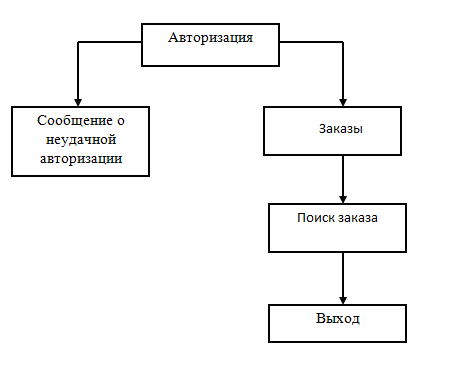 Авторизация
Сообщение о
неудачной
авторизации
Заказы
Поиск заказа
Выход